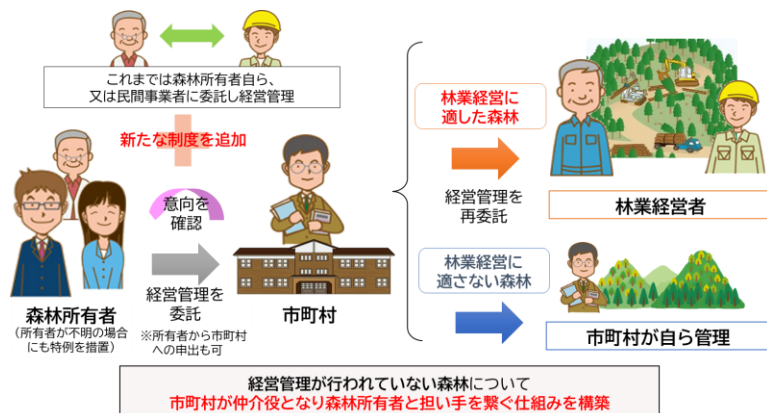 これまでは森林所有者自ら、
又は民間事業者に委託し経営管理
新たな制度を追加
意向を
確認
経営管理を
委託
※所有者から市町村
への申出も可
森林所有者
（所有者が不明の場合
にも特例を措置）
市町村
林業経営に
適した森林
経営管理を
再委託
林業経営者
林業経営に
適さない森林
市町村が自ら管理
経営管理が行われていない森林について
市町村が仲介役となり森林所有者と担い手を繋ぐ仕組みを構築